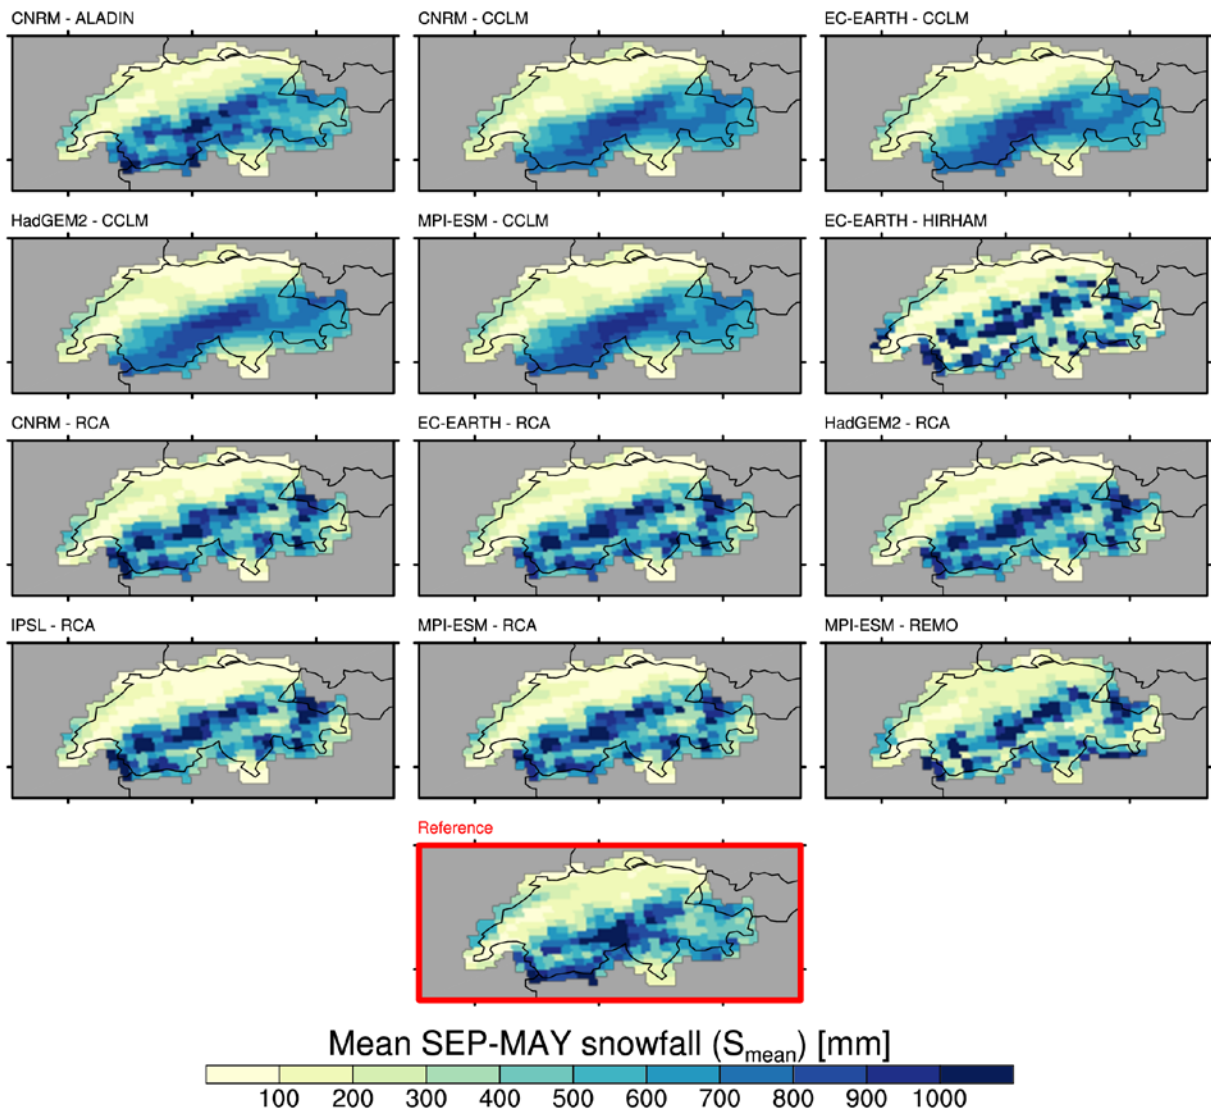 CNRM - ALADIN
CNRM - CCLM
EC-EARTH - CCLM
HadGEM2 - CCLM
MPI-ESM - CCLM
EC-EARTH - HIRHAM
CNRM - RCA
EC-EARTH - RCA
HadGEM2 - RCA
IPSL - RCA
MPI-ESM - RCA
MPI-ESM - REMO
Reference
Mean SEP-MAY snowfall (Smean) [mm]
100 200 300 400 500 600 700 800 900 1000